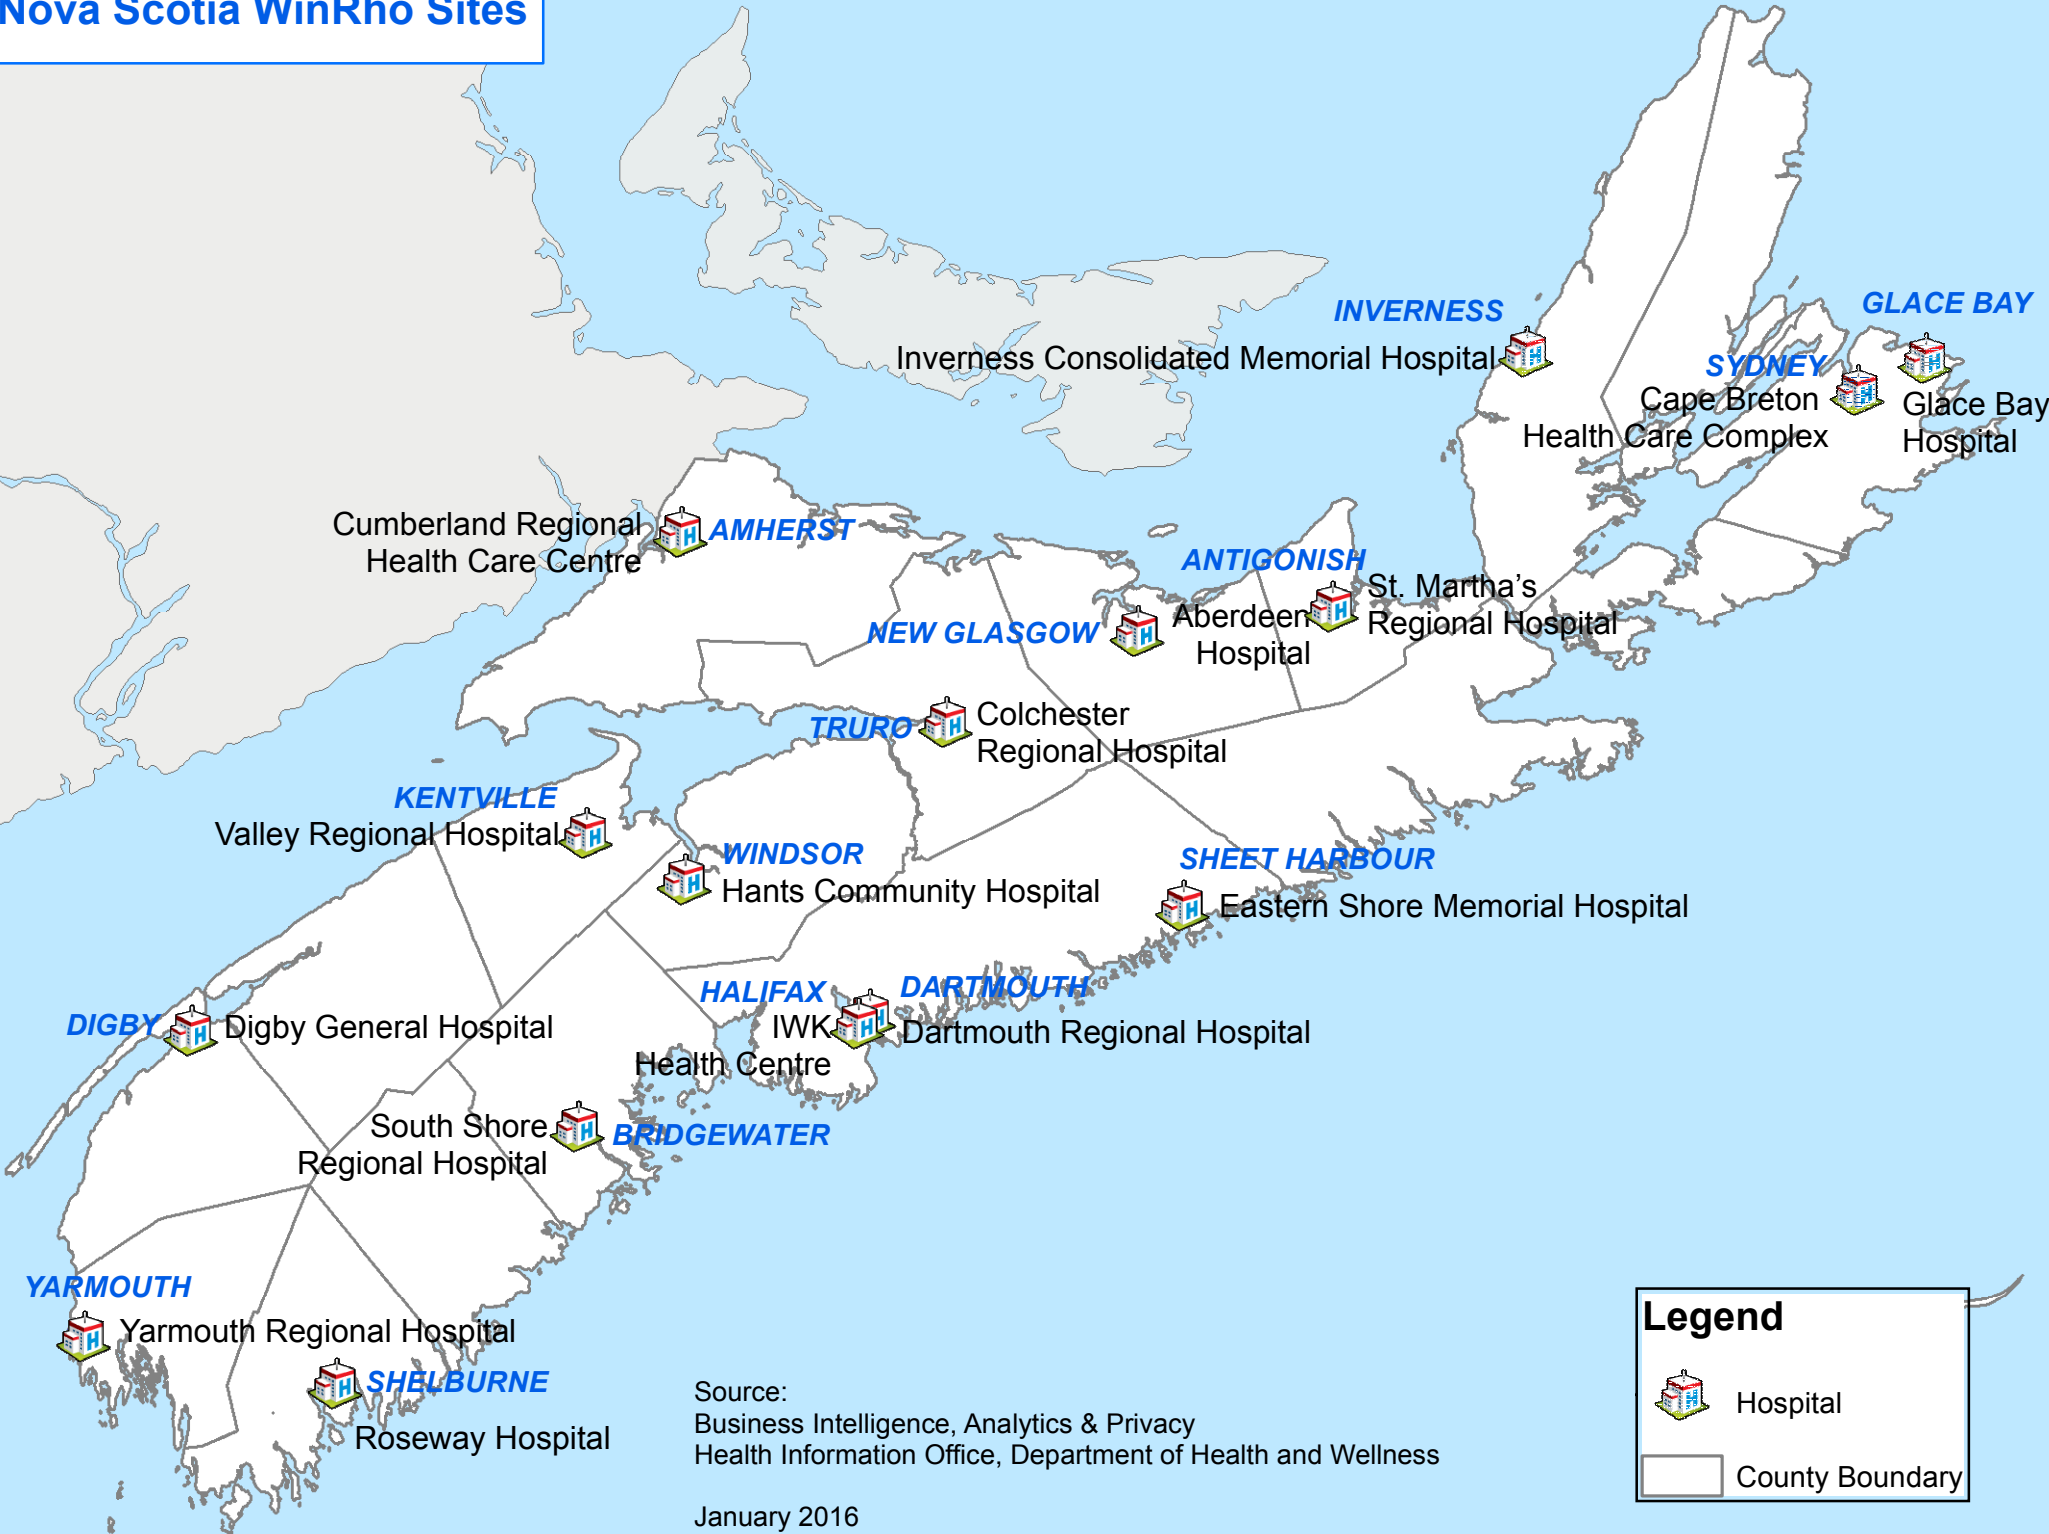 Nova Scotia WinRho Sites
GLACE BAY
INVERNESS
Inverness Consolidated Memorial Hospital
SYDNEY
Cape Breton
Health Care Complex
Glace Bay
Hospital
Cumberland Regional
Health Care Centre
AMHERST
ANTIGONISH
St. Martha’s
Regional Hospital
NEW GLASGOW
Aberdeen
Hospital
TRURO
Colchester
Regional Hospital
KENTVILLE
Valley Regional Hospital
WINDSOR
Hants Community Hospital
SHEET HARBOUR
Eastern Shore Memorial Hospital
HALIFAX
IWK
Health Centre
DARTMOUTH
Dartmouth Regional Hospital
DIGBY
Digby General Hospital
South Shore
Regional Hospital
BRIDGEWATER
YARMOUTH
Yarmouth Regional Hospital
SHELBURNE
Roseway Hospital
Source:
Business Intelligence, Analytics & Privacy
Health Information Office, Department of Health and Wellness
January 2016
Legend
Hospital
County Boundary